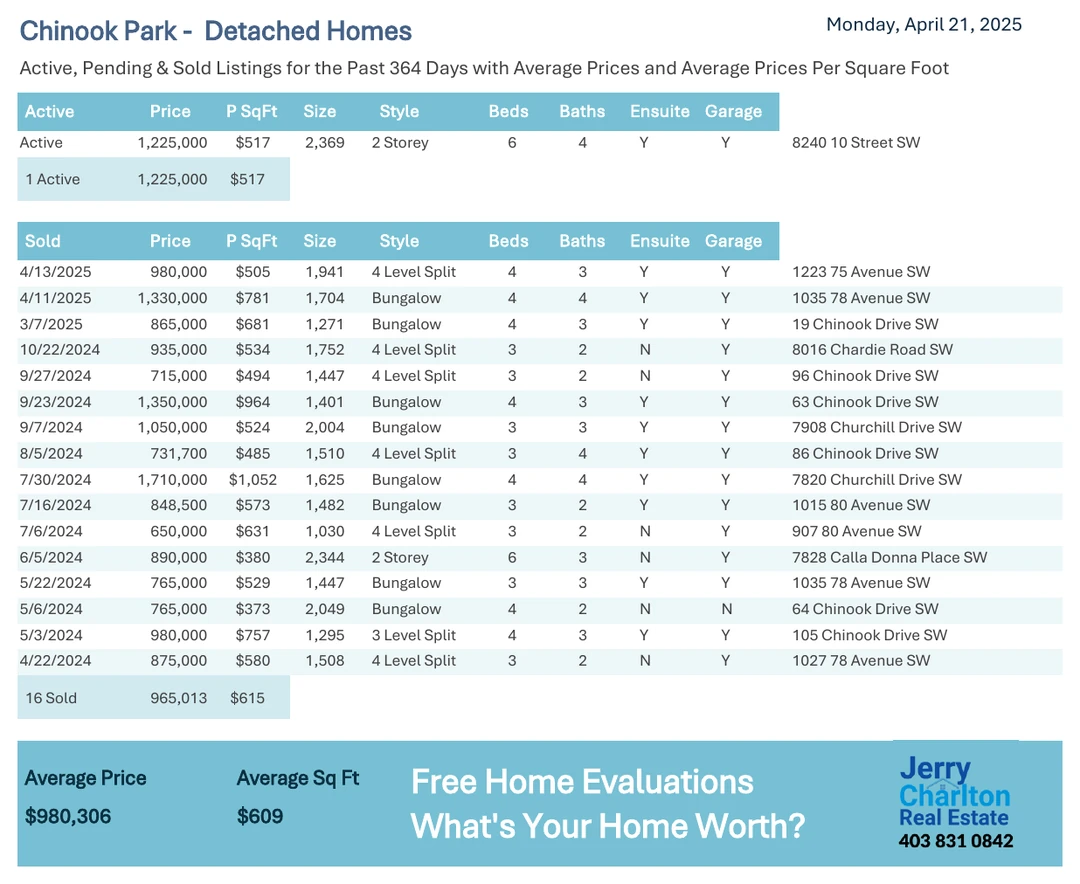 Chinook Park - Detached Homes
Monday, April 21, 2025
Active, Pending & Sold Listings for the Past 364 Days with Average Prices and Average Prices Per Square Foot
Active Price P SqFt Size Style Beds Baths Ensuite Garage
Active 1,225,000 $517 2,369 2 Storey 6 4 Y Y 8240 10 Street SW
1 Active 1,225,000 $517
Sold Price P SqFt Size Style Beds Baths Ensuite Garage
4/13/2025 980,000 $505 1,941 4 Level Split 4 3 Y Y 1223 75 Avenue SW
4/11/2025 1,330,000 $781 1,704 Bungalow 4 4 Y Y 1035 78 Avenue SW
3/7/2025 865,000 $681 1,271 Bungalow 4 3 Y Y 19 Chinook Drive SW
10/22/2024 935,000 $534 1,752 4 Level Split 3 2 N Y 8016 Chardie Road SW
9/27/2024 715,000 $494 1,447 4 Level Split 3 2 N Y 96 Chinook Drive SW
9/23/2024 1,350,000 $964 1,401 Bungalow 4 3 Y Y 63 Chinook Drive SW
9/7/2024 1,050,000 $524 2,004 Bungalow 3 3 Y Y 7908 Churchill Drive SW
8/5/2024 731,700 $485 1,510 4 Level Split 3 4 Y Y 86 Chinook Drive SW
7/30/2024 1,710,000 $1,052 1,625 Bungalow 4 4 Y Y 7820 Churchill Drive SW
7/16/2024 848,500 $573 1,482 Bungalow 3 2 Y Y 1015 80 Avenue SW
7/6/2024 650,000 $631 1,030 4 Level Split 3 2 N Y 907 80 Avenue SW
6/5/2024 890,000 $380 2,344 2 Storey 6 3 N Y 7828 Calla Donna Place SW
5/22/2024 765,000 $529 1,447 Bungalow 3 3 Y Y 1035 78 Avenue SW
5/6/2024 765,000 $373 2,049 Bungalow 4 2 N N 64 Chinook Drive SW
5/3/2024 980,000 $757 1,295 3 Level Split 4 3 Y Y 105 Chinook Drive SW
4/22/2024 875,000 $580 1,508 4 Level Split 3 2 N Y 1027 78 Avenue SW
16 Sold 965,013 $615
Average Price Average Sq Ft
$980,306 $609
Free Home Evaluations
What's Your Home Worth?
Jerry
Charlton
Real Estate
403 831 0842